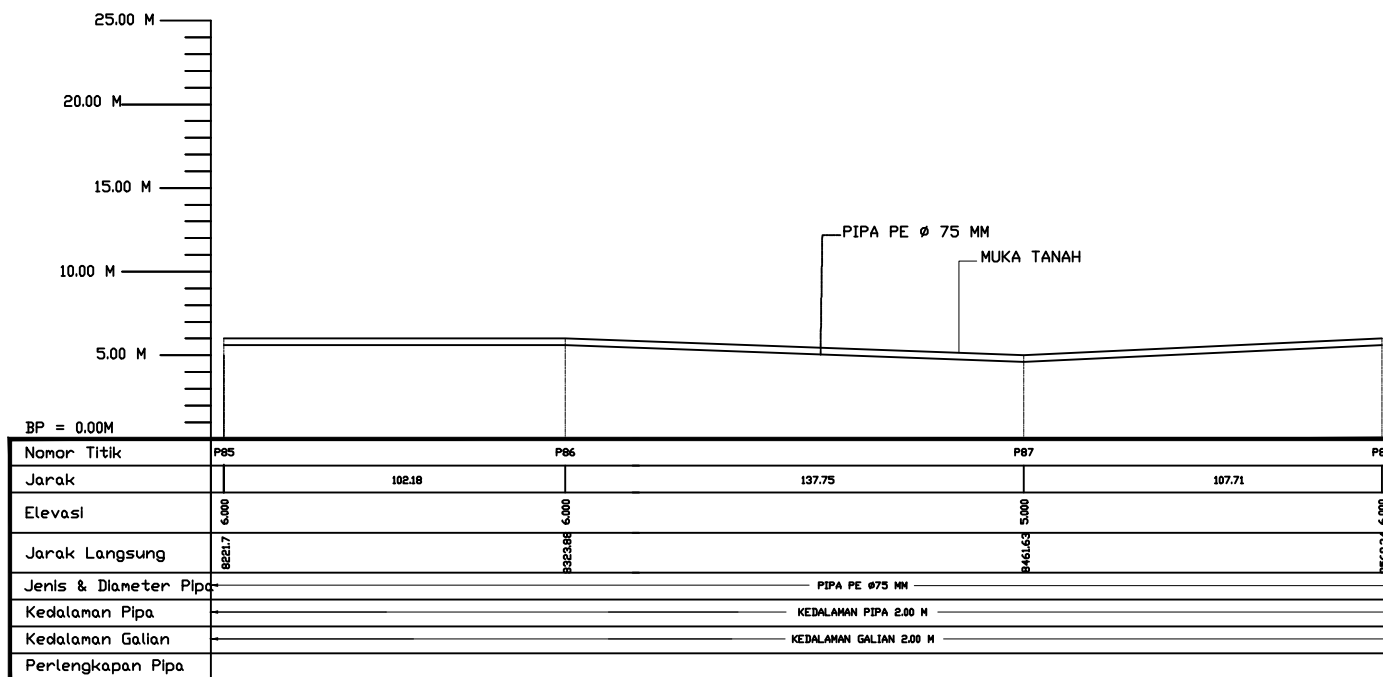 25.00 M
20.00 M
15.00 M
PIPA PE Ø 75 MM
MUKA TANAH
10.00 M
5.00 M
BP = 0.00M
Nomor Titik P85 P86 P87
Jarak 102.18 137.75 107.71
Elevasi 6.000 6.000 5.000 6.000
Jarak Langsung 8221.7 8323.88 8461.63
Jenis & Diameter Pipa PIPA PE Ø75 MM
Kedalaman Pipa KEDALAMAN PIPA 2.00 M
Kedalaman Galian KEDALAMAN GALIAN 2.00 M
Perlengkapan Pipa